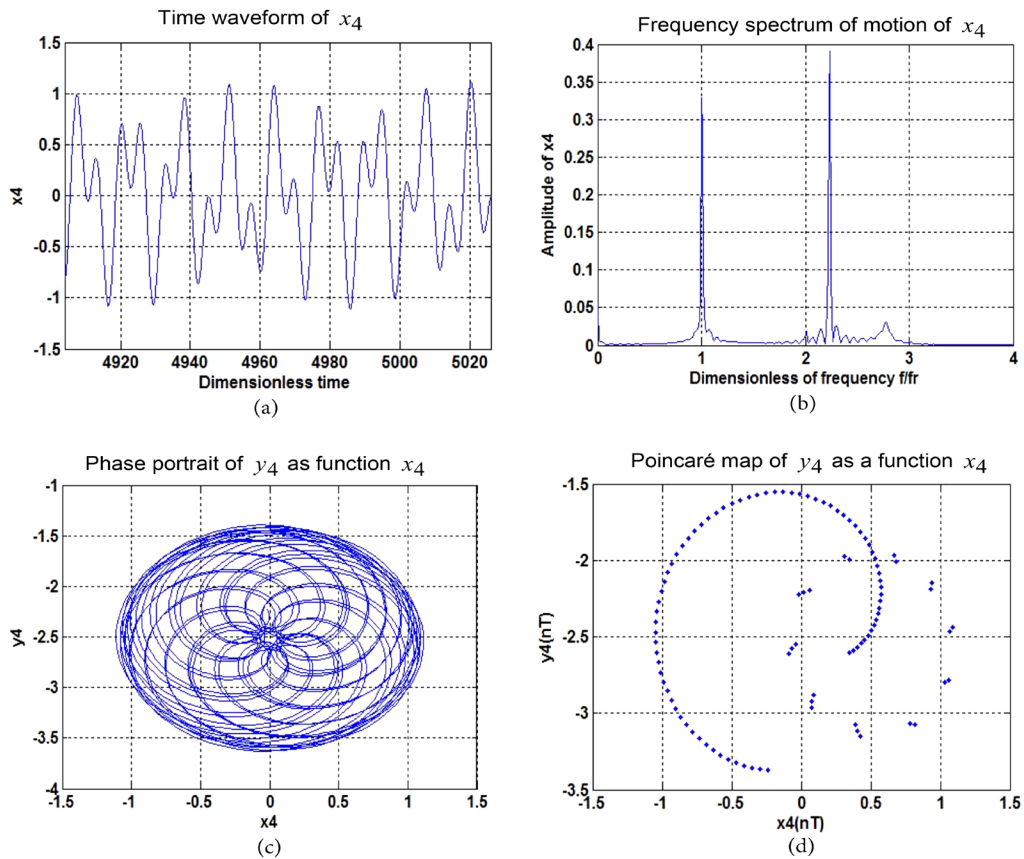 Time waveform of x4
1.5
1
0.5
0
-0.5
-1
-1.5
x4
4920 4940 4960 4980 5000 5020
Dimensionless time
(a)
Frequency spectrum of motion of x4
0.4
0.35
0.3
0.25
0.2
0.15
0.1
0.05
0
Amplitude of x4
0 1 2 3 4
Dimensionless of frequency f/fr
(b)
Phase portrait of y4 as function x4
-1
-1.5
-2
-2.5
-3
-3.5
-4
y4
-1.5 -1 -0.5 0 0.5 1 1.5
x4
(c)
Poincaré map of y4 as a function x4
-1.5
-2
-2.5
-3
-3.5
y4(nT)
-1.5 -1 -0.5 0 0.5 1 1.5
x4(nT)
(d)